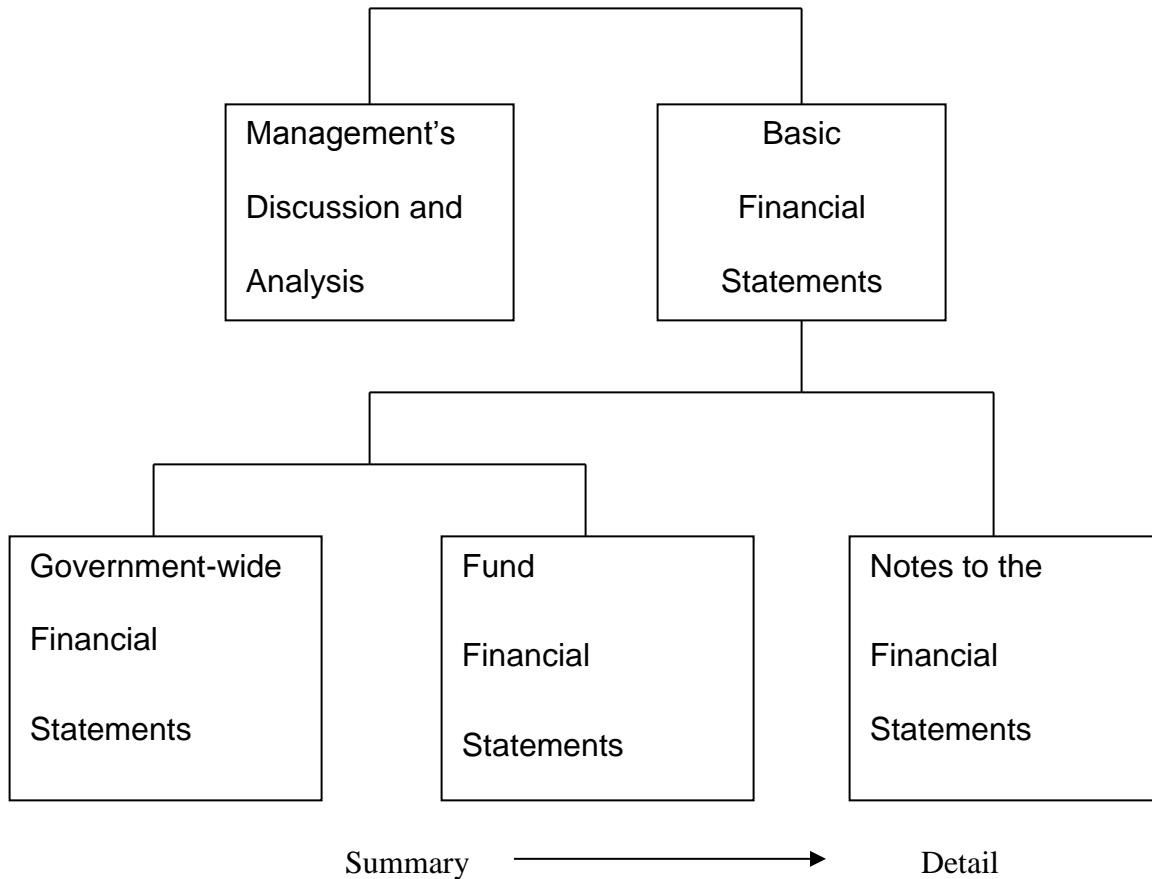 Management’s
Discussion and
Analysis
Basic
Financial
Statements
Government-wide
Financial
Statements
Fund
Financial
Statements
Notes to the
Financial
Statements
Summary
Detail